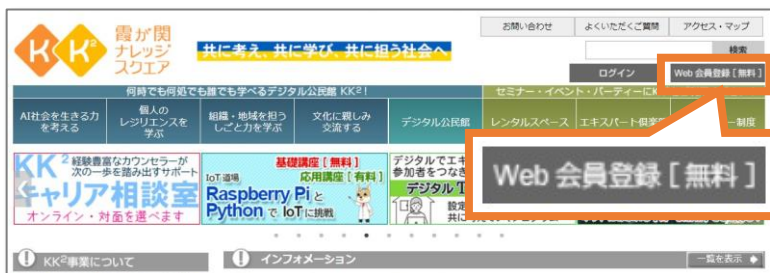 お問い合わせ
よくいただくご質問
アクセス・マップ
KK²
霞が関
ナレッジ
スクエア
共に考え、共に学び、共に担う社会へ
検索
ログイン
Web 会員登録 [ 無料 ]
何時でも何処でも誰でも学べるデジタル公民館 KK²!
セミナー・イベント・パーティーに
AI社会を生きる力
を考える
個人の
レジリエンスを
学ぶ
組織・地域を担う
しごと力を学ぶ
文化に親しみ
交流する
デジタル公民館
レンタルスペース
エキスパート倶楽部
制度
KK² 経験豊富なカウンセラーが
次の一歩を踏み出すサポート
キャリア相談室
オンライン・対面を選べます
基礎講座 [ 無料 ]
IoT 道場
応用講座 [ 有料 ]
Raspberry Pi と
Python で IoTに挑戦
デジタルでエキ
参加者をつなぎ
デジタル T
設定
共に
Web 会員登録 [ 無料 ]
KK²事業について
インフォメーション
一覧を表示